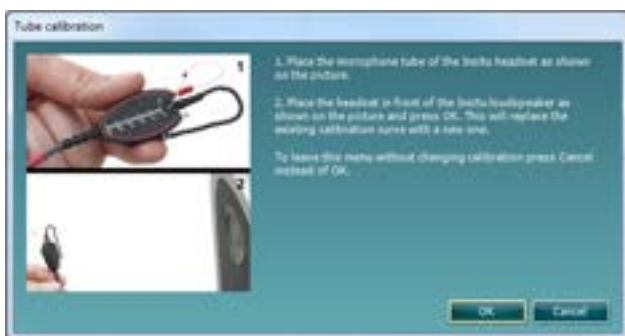 Tube calibration
1
1. Place the microphone tube of the Insitu headset as shown
on the picture.
2. Place the headset in front of the Insitu loudspeaker as
shown on the picture and press OK. This will replace the
existing calibration curve with a new one.
To leave this menu without changing calibration press Cancel
instead of OK.
2
OK
Cancel